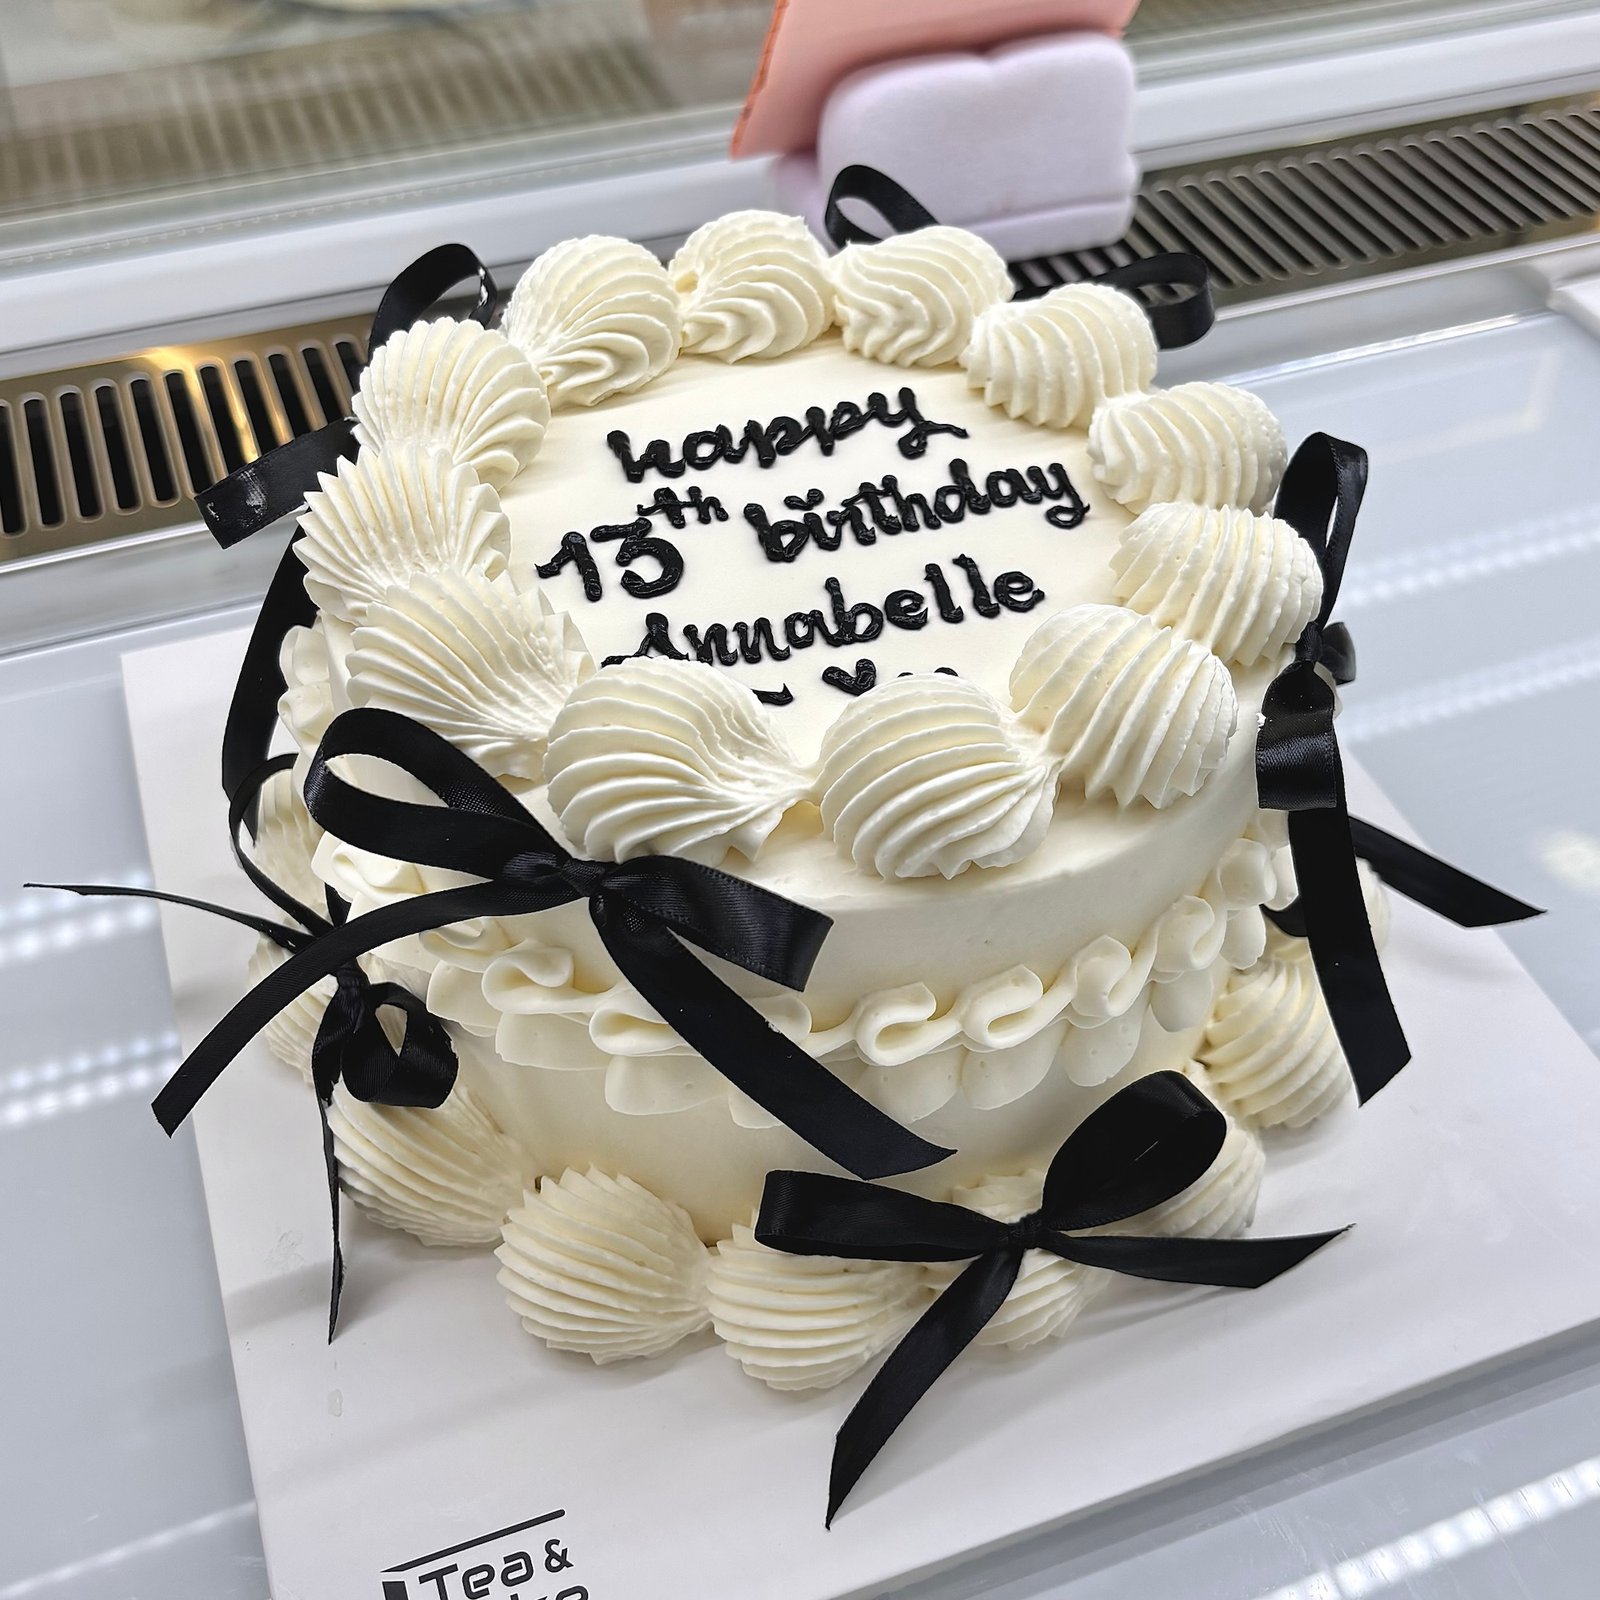 happy
13th birthday
Annabelle
Tea &